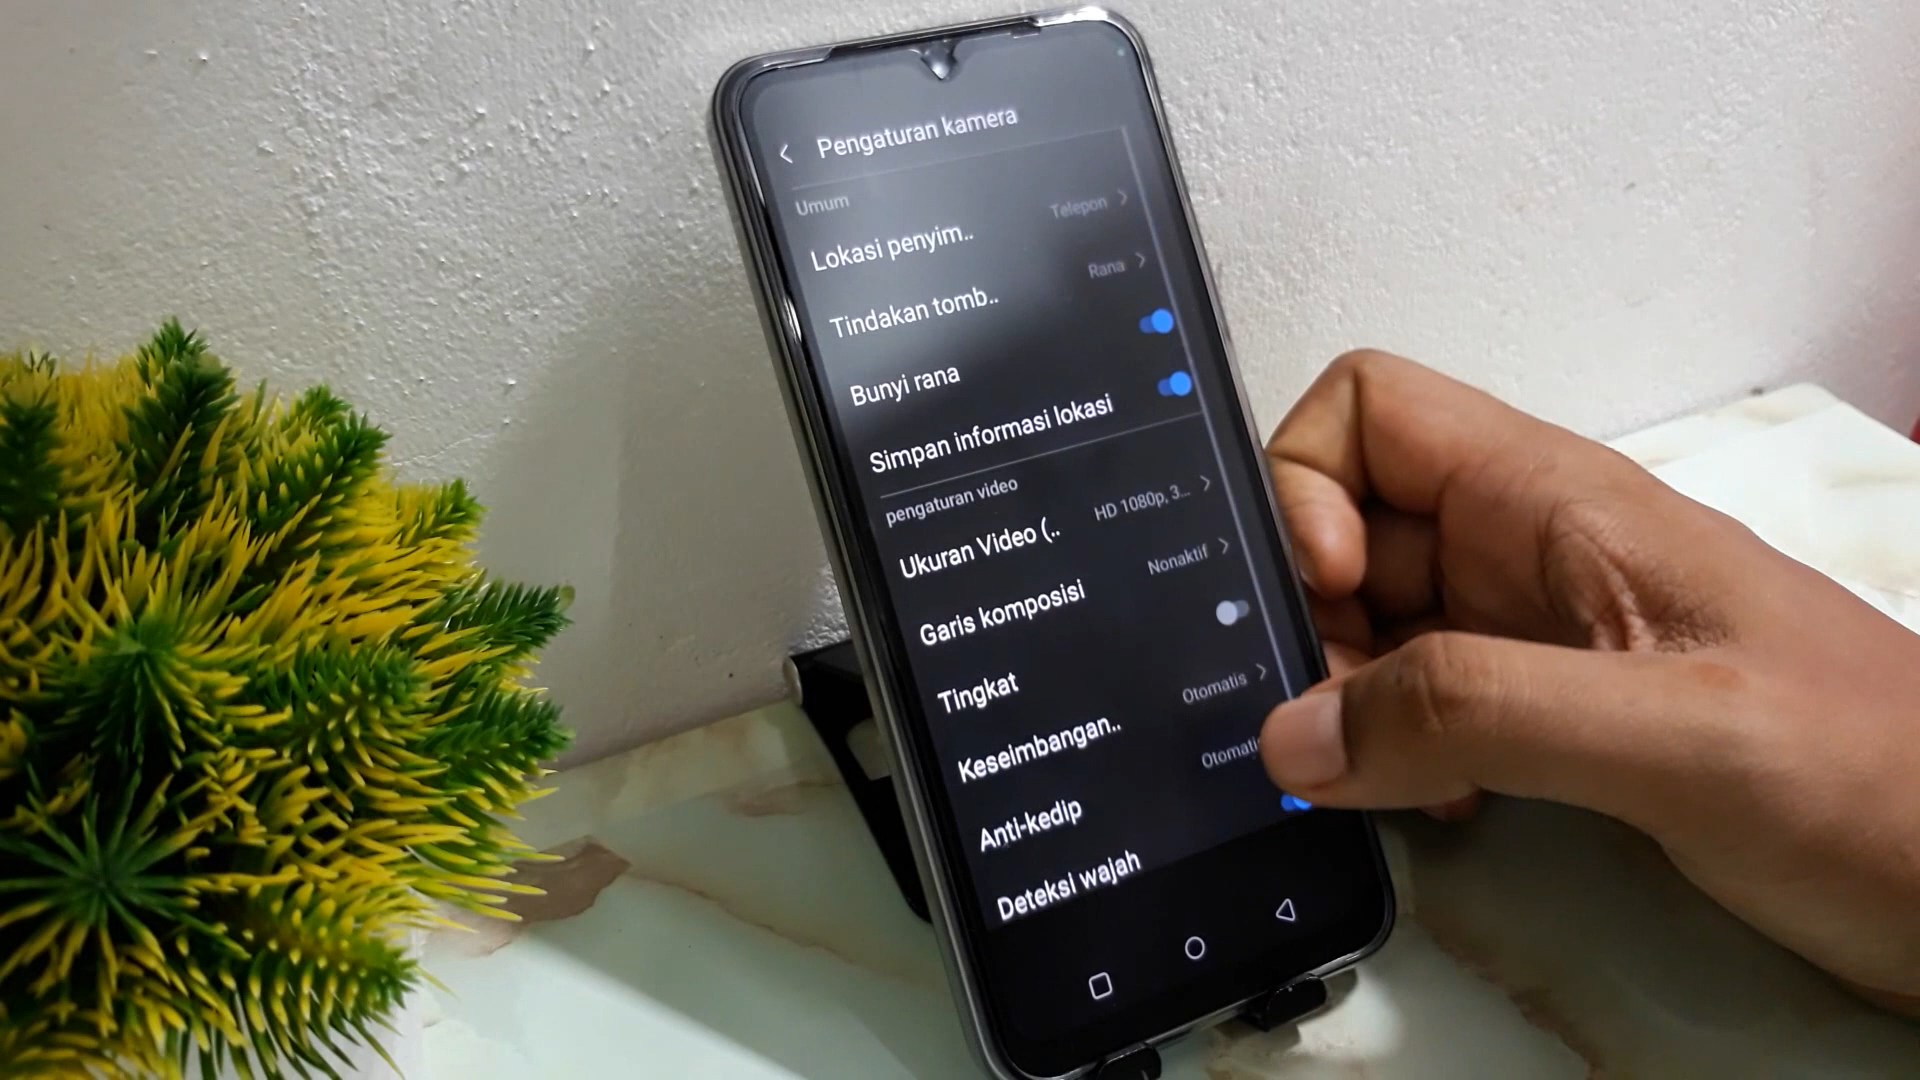 Pengaturan kamera
Umum
Lokasi penyim.. Telepon
Tindakan tomb.. Rana
Bunyi rana
Simpan informasi lokasi
pengaturan video
Ukuran Video (.. HD 1080p, 3...
Garis komposisi Nonaktif
Tingkat
Keseimbangan.. Otomatis
Anti-kedip Otomatis
Deteksi wajah